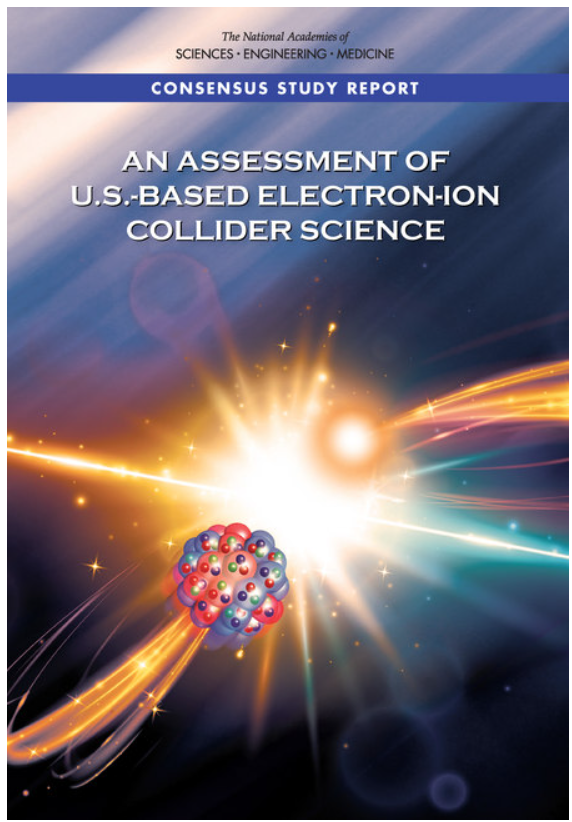 The National Academies of
SCIENCES • ENGINEERING • MEDICINE
CONSENSUS STUDY REPORT
AN ASSESSMENT OF
U.S.-BASED ELECTRON-ION
COLLIDER SCIENCE